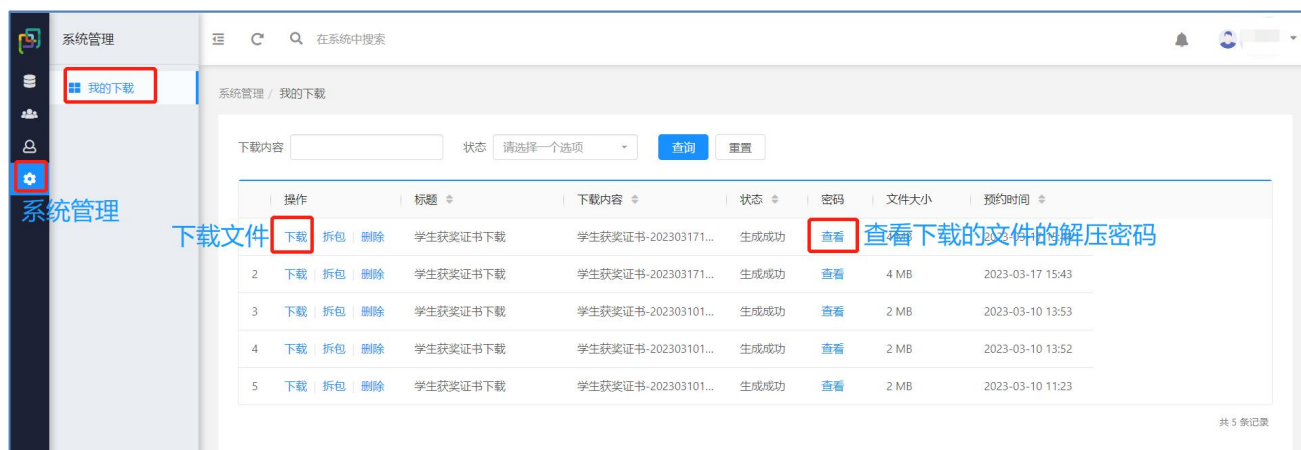 系统管理
在系统中搜索
我的下载
系统管理 / 我的下载
下载内容 状态 请选择一个选项 查询 重置
操作 标题 下载内容 状态 密码 文件大小 预约时间
系统管理
下载文件 下载 拆包 删除 学生获奖证书下载 学生获奖证书-202303171... 生成成功 查看 查看下载的文件的解压密码
2 下载 拆包 删除 学生获奖证书下载 学生获奖证书-202303171... 生成成功 查看 4 MB 2023-03-17 15:43
3 下载 拆包 删除 学生获奖证书下载 学生获奖证书-202303101... 生成成功 查看 2 MB 2023-03-10 13:53
4 下载 拆包 删除 学生获奖证书下载 学生获奖证书-202303101... 生成成功 查看 2 MB 2023-03-10 13:52
5 下载 拆包 删除 学生获奖证书下载 学生获奖证书-202303101... 生成成功 查看 2 MB 2023-03-10 11:23
共 5 条记录